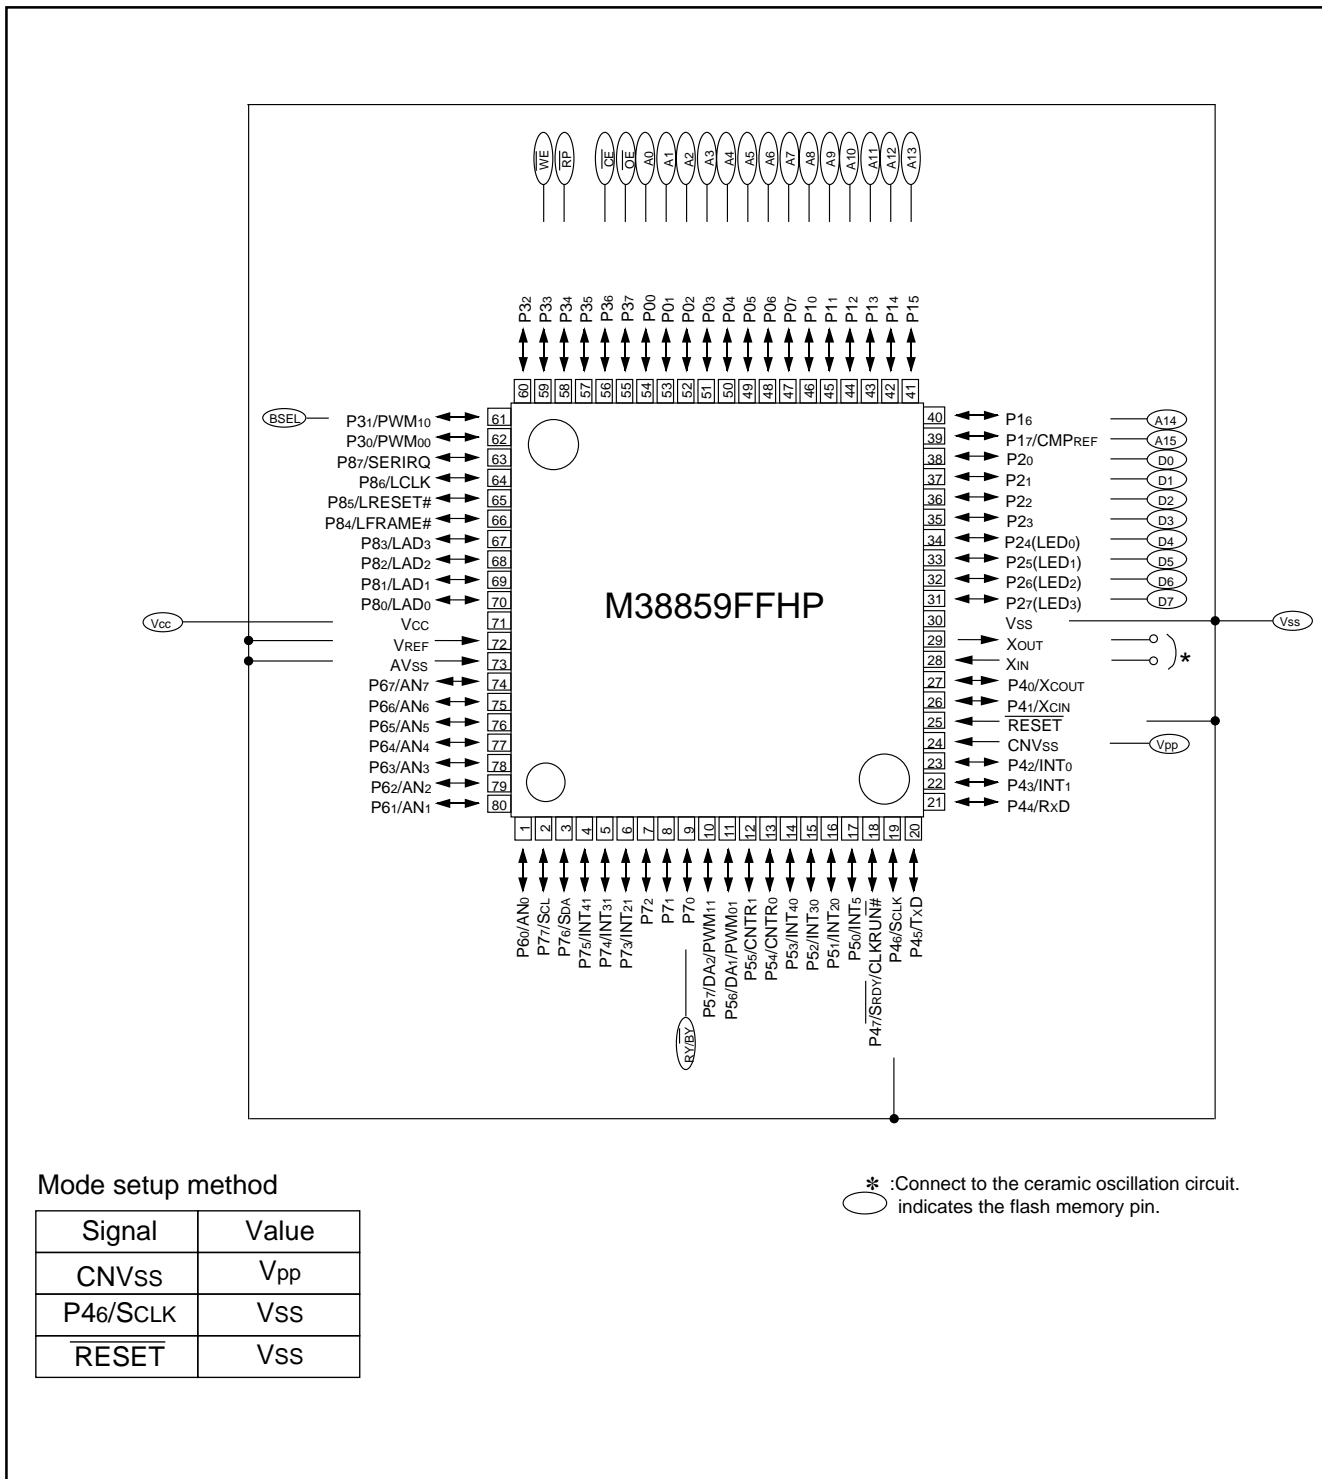 WE RP CE OE A0 A1 A2 A3 A4 A5 A6 A7 A8 A9 A10 A11 A12 A13
P32 P33 P34 P35 P36 P37 P00 P01 P02 P03 P04 P05 P06 P07 P10 P11 P12 P13 P14 P15
60 59 58 57 56 55 54 53 52 51 50 49 48 47 46 45 44 43 42 41
BSEL P31/PWM10 61
P30/PWM00 62
P87/SERIRQ 63
P86/LCLK 64
P85/LRESET# 65
P84/LFRAME# 66
P83/LAD3 67
P82/LAD2 68
P81/LAD1 69
P80/LAD0 70
Vcc VCC 71
VREF 72
AVSS 73
P67/AN7 74
P66/AN6 75
P65/AN5 76
P64/AN4 77
P63/AN3 78
P62/AN2 79
P61/AN1 80
M38859FFHP
40 P16 A14
39 P17/CMPREF A15
38 P20 D0
37 P21 D1
36 P22 D2
35 P23 D3
34 P24(LED0) D4
33 P25(LED1) D5
32 P26(LED2) D6
31 P27(LED3) D7
30 VSS Vss
29 XOUT
28 XIN *
27 P40/XCOUT
26 P41/XCIN
25 RESET
24 CNVSS Vpp
23 P42/INT0
22 P43/INT1
21 P44/RXD
1 2 3 4 5 6 7 8 9 10 11 12 13 14 15 16 17 18 19 20
P60/AN0 P77/SCL P76/SDA P75/INT41 P74/INT31 P73/INT21 P72 P71 P70 P57/DA2/PWM11 P56/DA1/PWM01 P55/CNTR1 P54/CNTR0 P53/INT40 P52/INT30 P51/INT20 P50/INT5 P47/SRDY/CLKRUN# P46/SCLK P45/TXD
RY/BY
Mode setup method
Signal Value
CNVSS Vpp
P46/SCLK VSS
RESET VSS
* :Connect to the ceramic oscillation circuit.
indicates the flash memory pin.